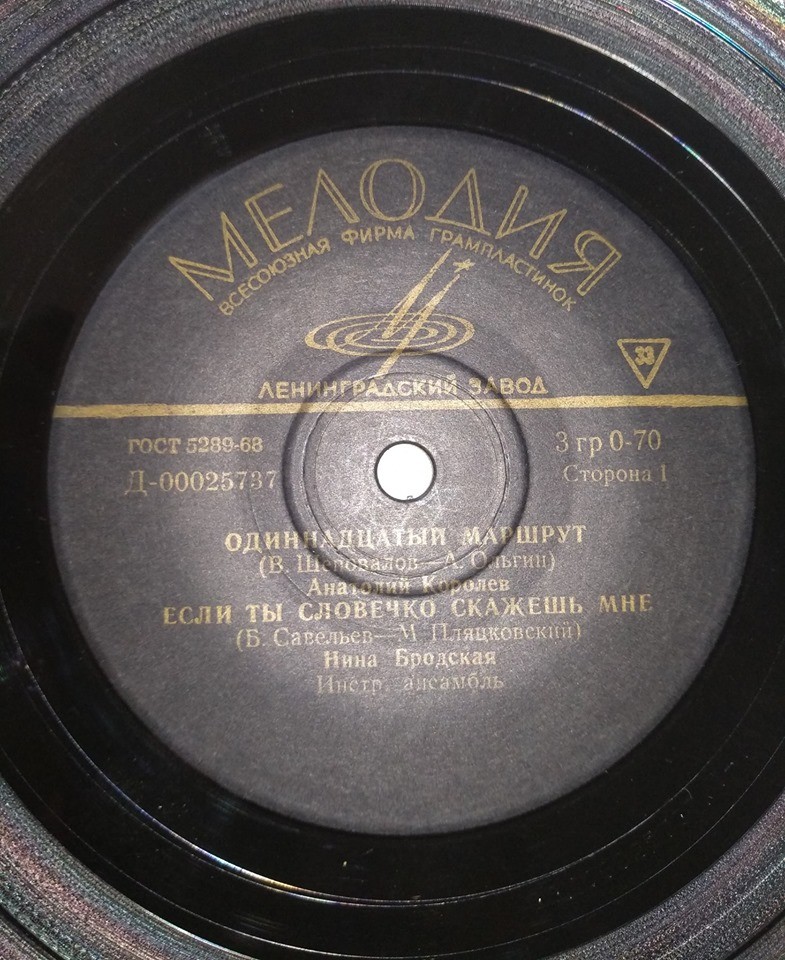 МЕЛОДИЯ
ВСЕСОЮЗНАЯ ФИРМА ГРАМПЛАСТИНОК
33
ЛЕНИНГРАДСКИЙ ЗАВОД
ГОСТ 5289-68
3 гр 0-70
Д-00025737
Сторона 1
ОДИННАДЦАТЫЙ МАРШРУТ
(В. Шеповалов—А. Ольгин)
Анатолий Королев
ЕСЛИ ТЫ СЛОВЕЧКО СКАЖЕШЬ МНЕ
(Б. Савельев—М. Пляцковский)
Нина Бродская
Инстр. ансамбль